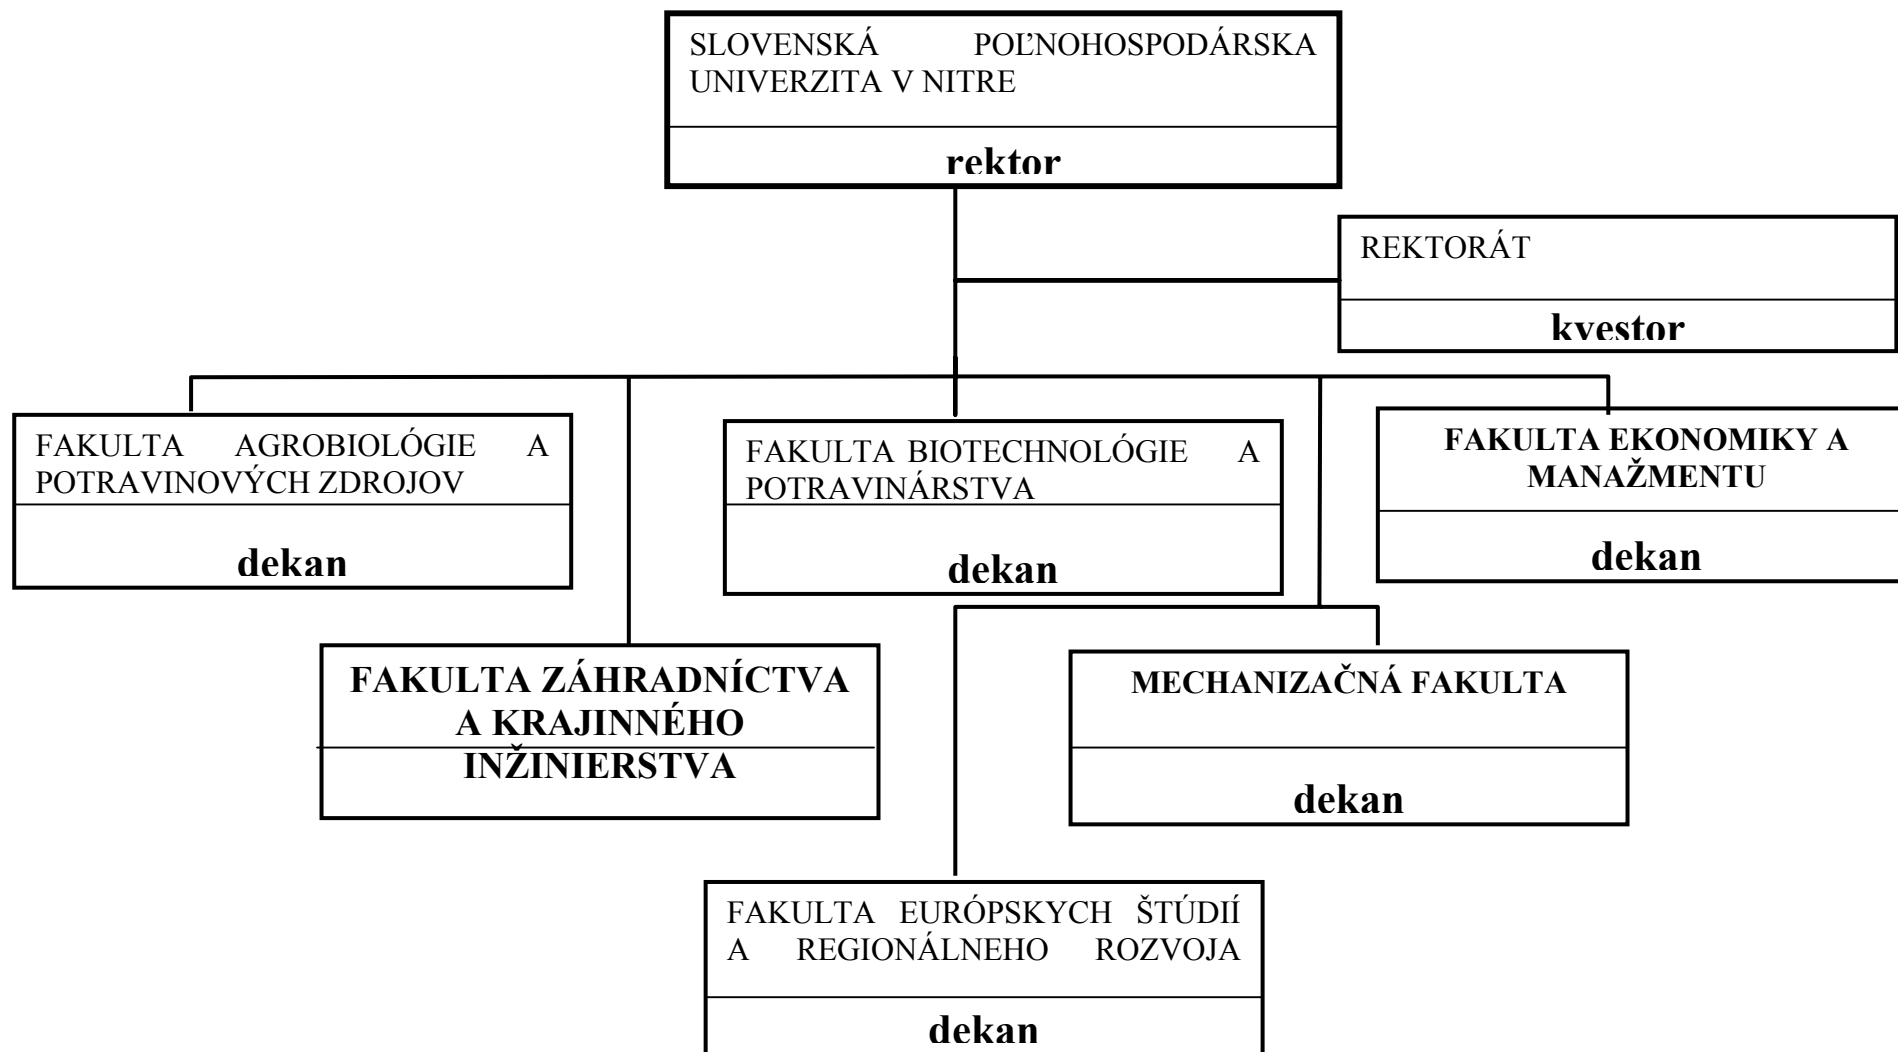 SLOVENSKÁ POĽNOHOSPODÁRSKA
UNIVERZITA V NITRE
rektor
REKTORÁT
kvestor
FAKULTA AGROBIOLÓGIE A
POTRAVINOVÝCH ZDROJOV
dekan
FAKULTA BIOTECHNOLÓGIE A
POTRAVINÁRSTVA
dekan
FAKULTA EKONOMIKY A
MANAŽMENTU
dekan
FAKULTA ZÁHRADNÍCTVA
A KRAJINNÉHO
INŽINIERSTVA
MECHANIZAČNÁ FAKULTA
dekan
FAKULTA EURÓPSKYCH ŠTÚDIÍ
A REGIONÁLNEHO ROZVOJA
dekan